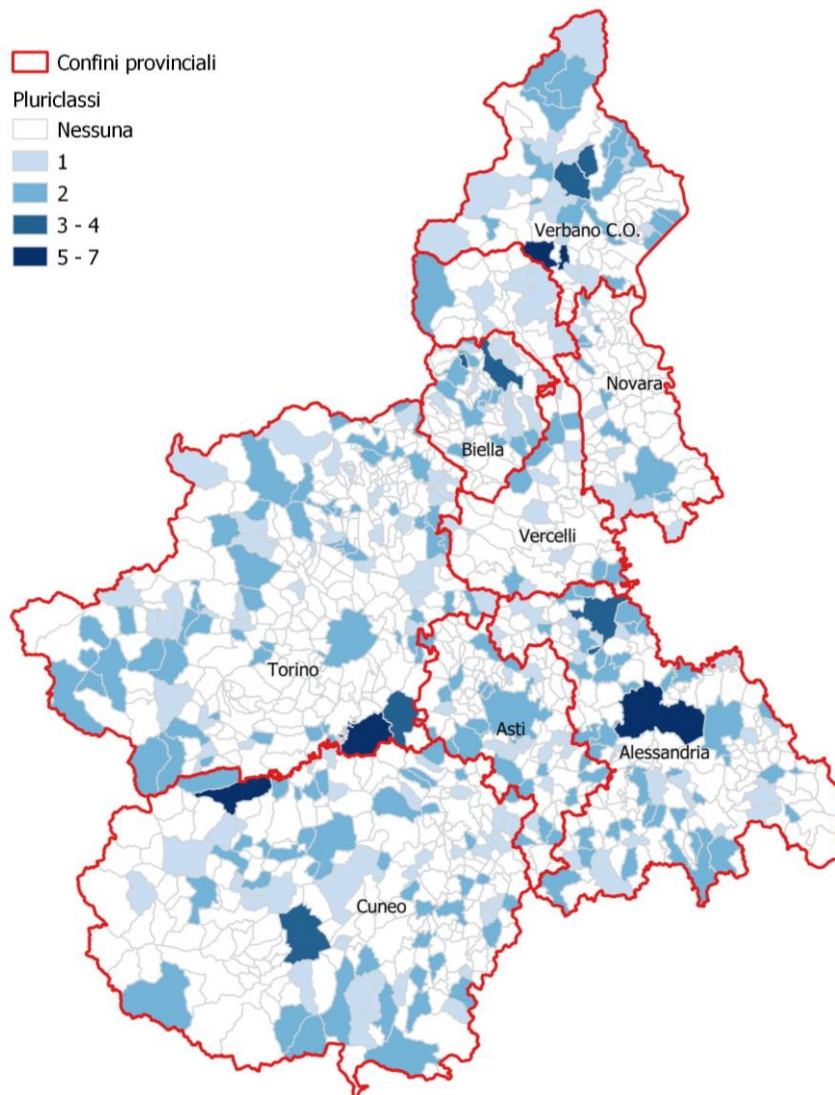 Confini provinciali
Pluriclassi
Nessuna
1
2
3 - 4
5 - 7
Verbano C.O.
Novara
Biella
Vercelli
Torino
Asti
Alessandria
Cuneo